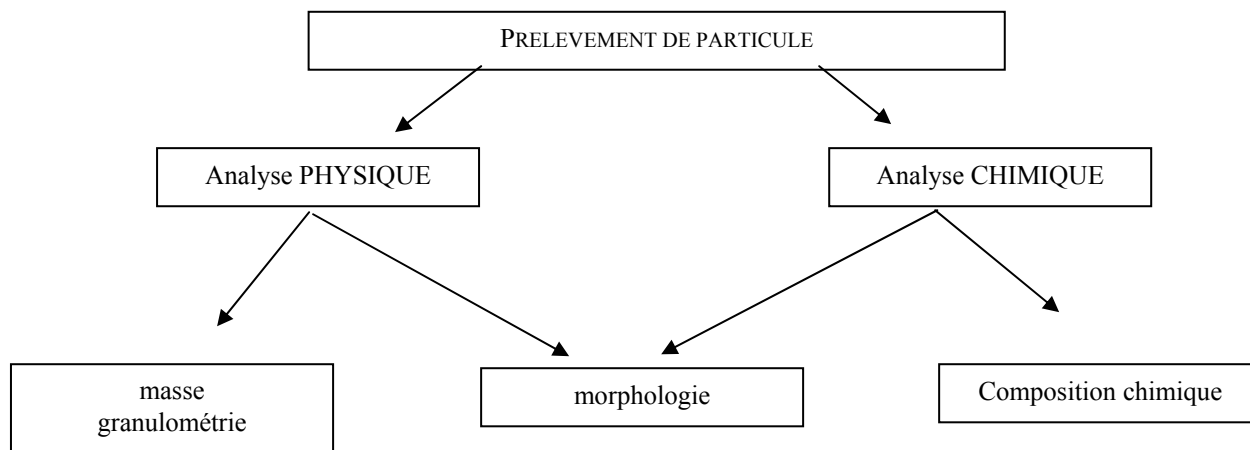 PRELEVEMENT DE PARTICULE
Analyse PHYSIQUE
Analyse CHIMIQUE
masse
granulométrie
morphologie
Composition chimique